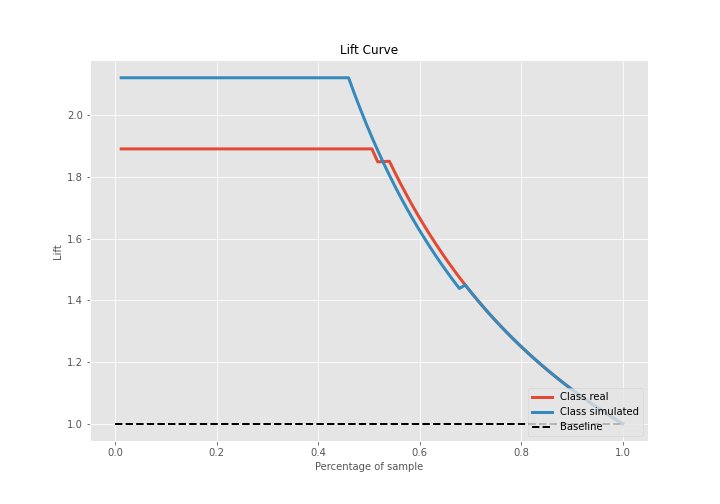 Lift Curve
2.0
1.8
1.6
1.4
1.2
1.0
Lift
Class real
Class simulated
Baseline
0.0 0.2 0.4 0.6 0.8 1.0
Percentage of sample